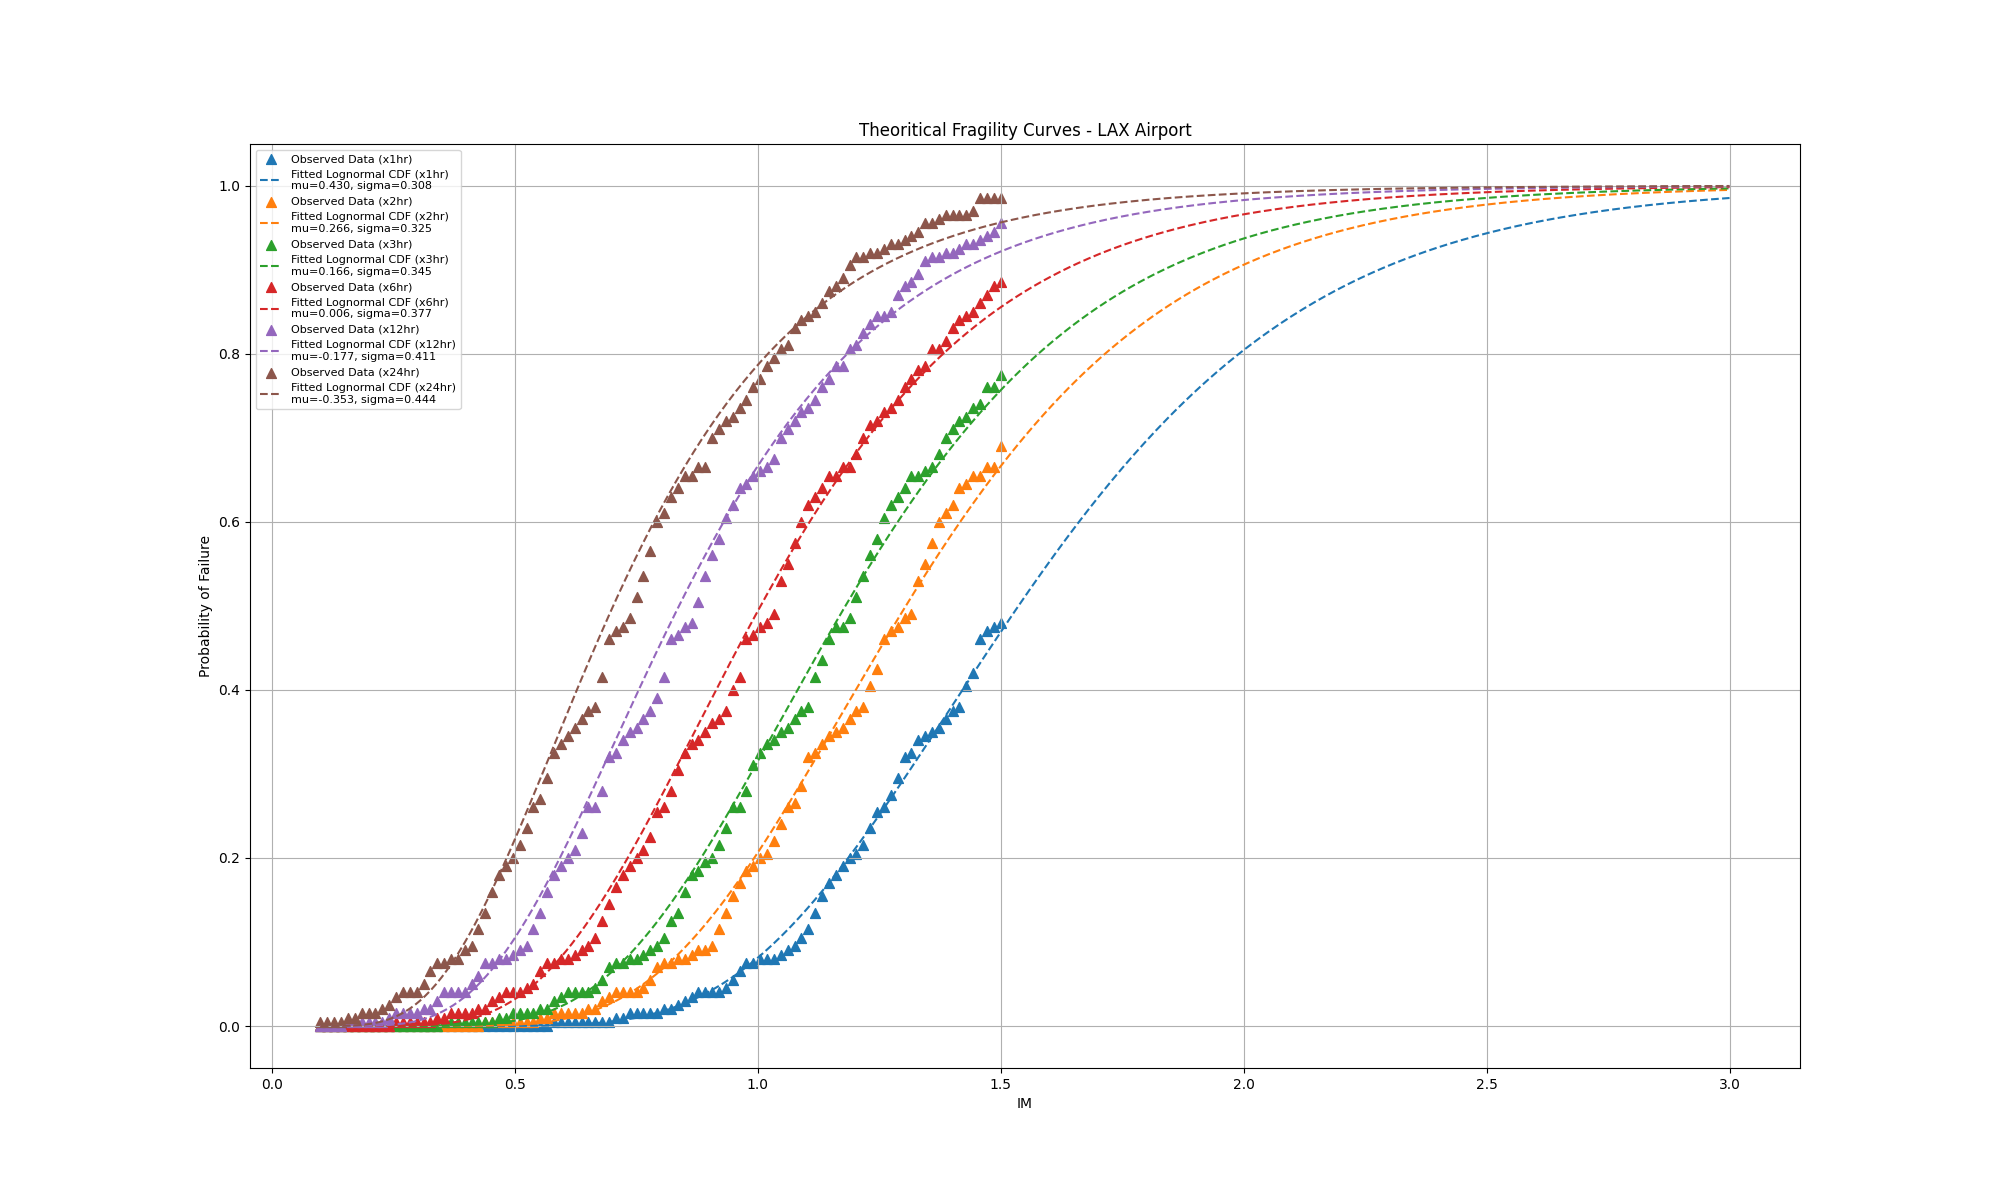 Theoritical Fragility Curves - LAX Airport
Observed Data (x1hr)
Fitted Lognormal CDF (x1hr)
mu=0.430, sigma=0.308
Observed Data (x2hr)
Fitted Lognormal CDF (x2hr)
mu=0.266, sigma=0.325
Observed Data (x3hr)
Fitted Lognormal CDF (x3hr)
mu=0.166, sigma=0.345
Observed Data (x6hr)
Fitted Lognormal CDF (x6hr)
mu=0.006, sigma=0.377
Observed Data (x12hr)
Fitted Lognormal CDF (x12hr)
mu=-0.177, sigma=0.411
Observed Data (x24hr)
Fitted Lognormal CDF (x24hr)
mu=-0.353, sigma=0.444
Probability of Failure
1.0
0.8
0.6
0.4
0.2
0.0
0.0 0.5 1.0 1.5 2.0 2.5 3.0
IM